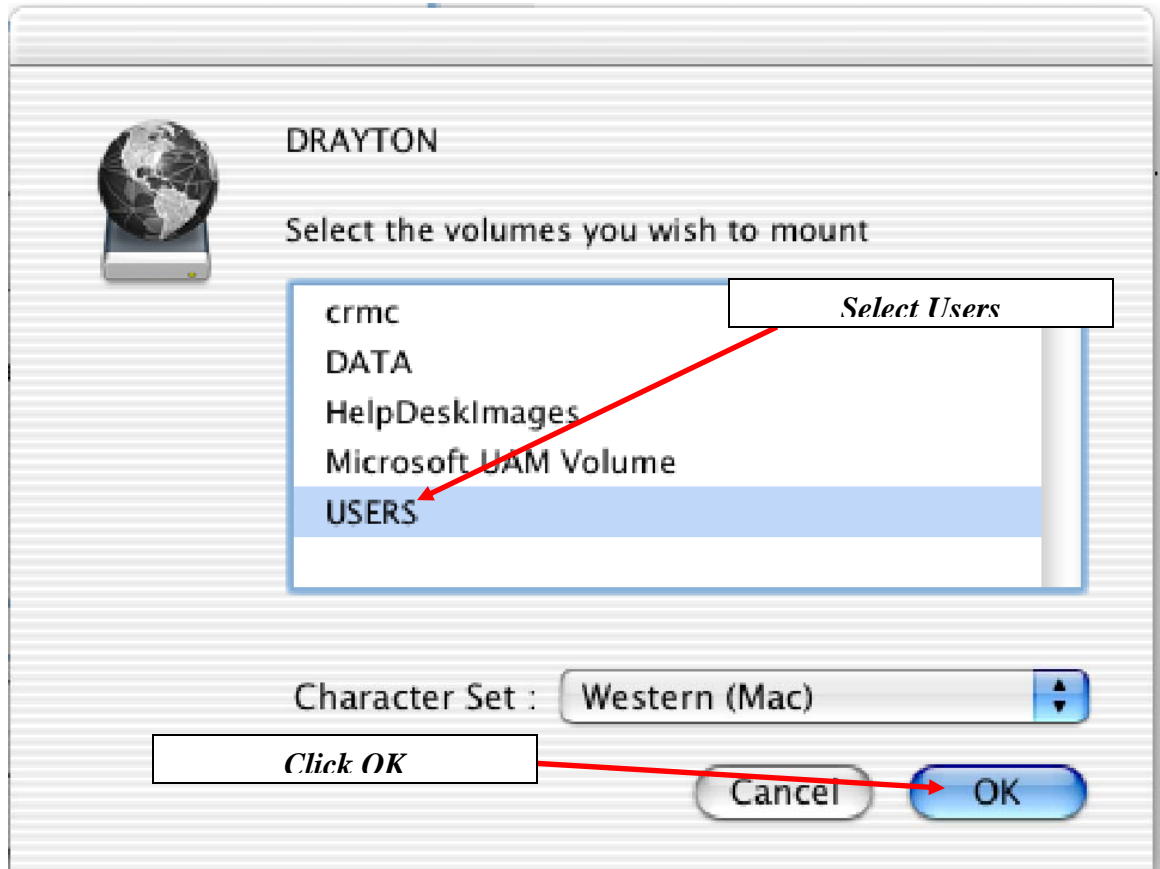 DRAYTON
Select the volumes you wish to mount
crmc
Select Users
DATA
HelpDeskImages
Microsoft UAM Volume
USERS
Character Set : Western (Mac)
Click OK
Cancel
OK